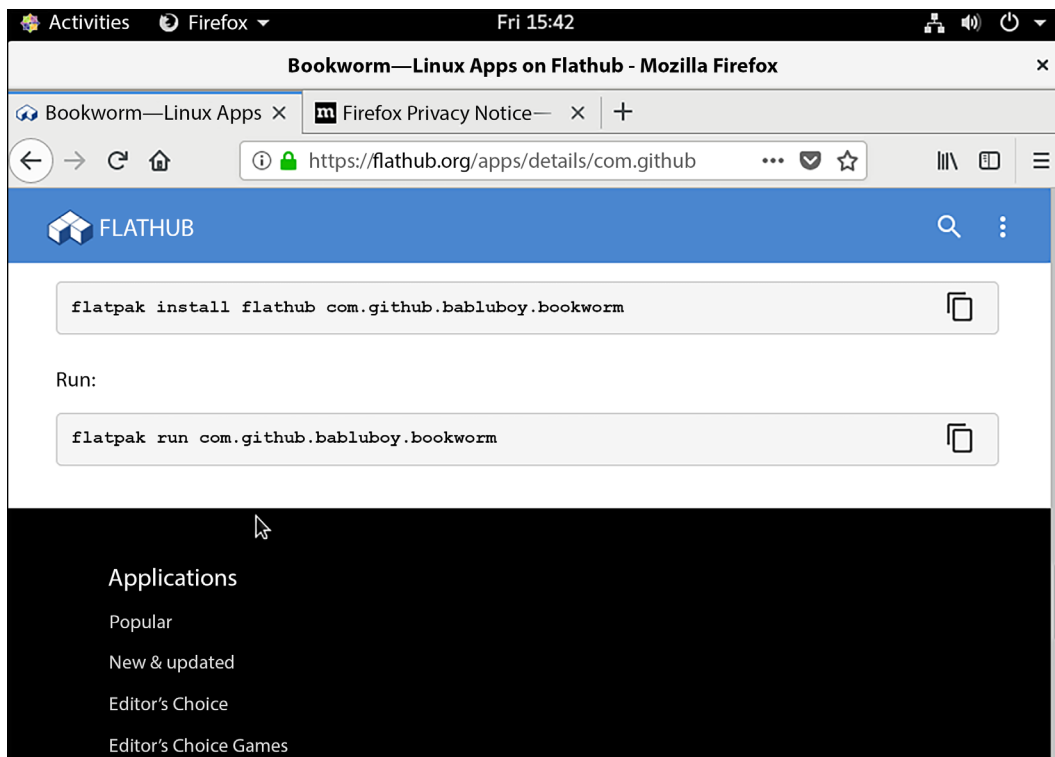 Activities Firefox Fri 15:42
Bookworm—Linux Apps on Flathub - Mozilla Firefox
Bookworm—Linux Apps m Firefox Privacy Notice—
https://flathub.org/apps/details/com.github
FLATHUB
flatpak install flathub com.github.babluboy.bookworm
Run:
flatpak run com.github.babluboy.bookworm
Applications
Popular
New & updated
Editor’s Choice
Editor’s Choice Games